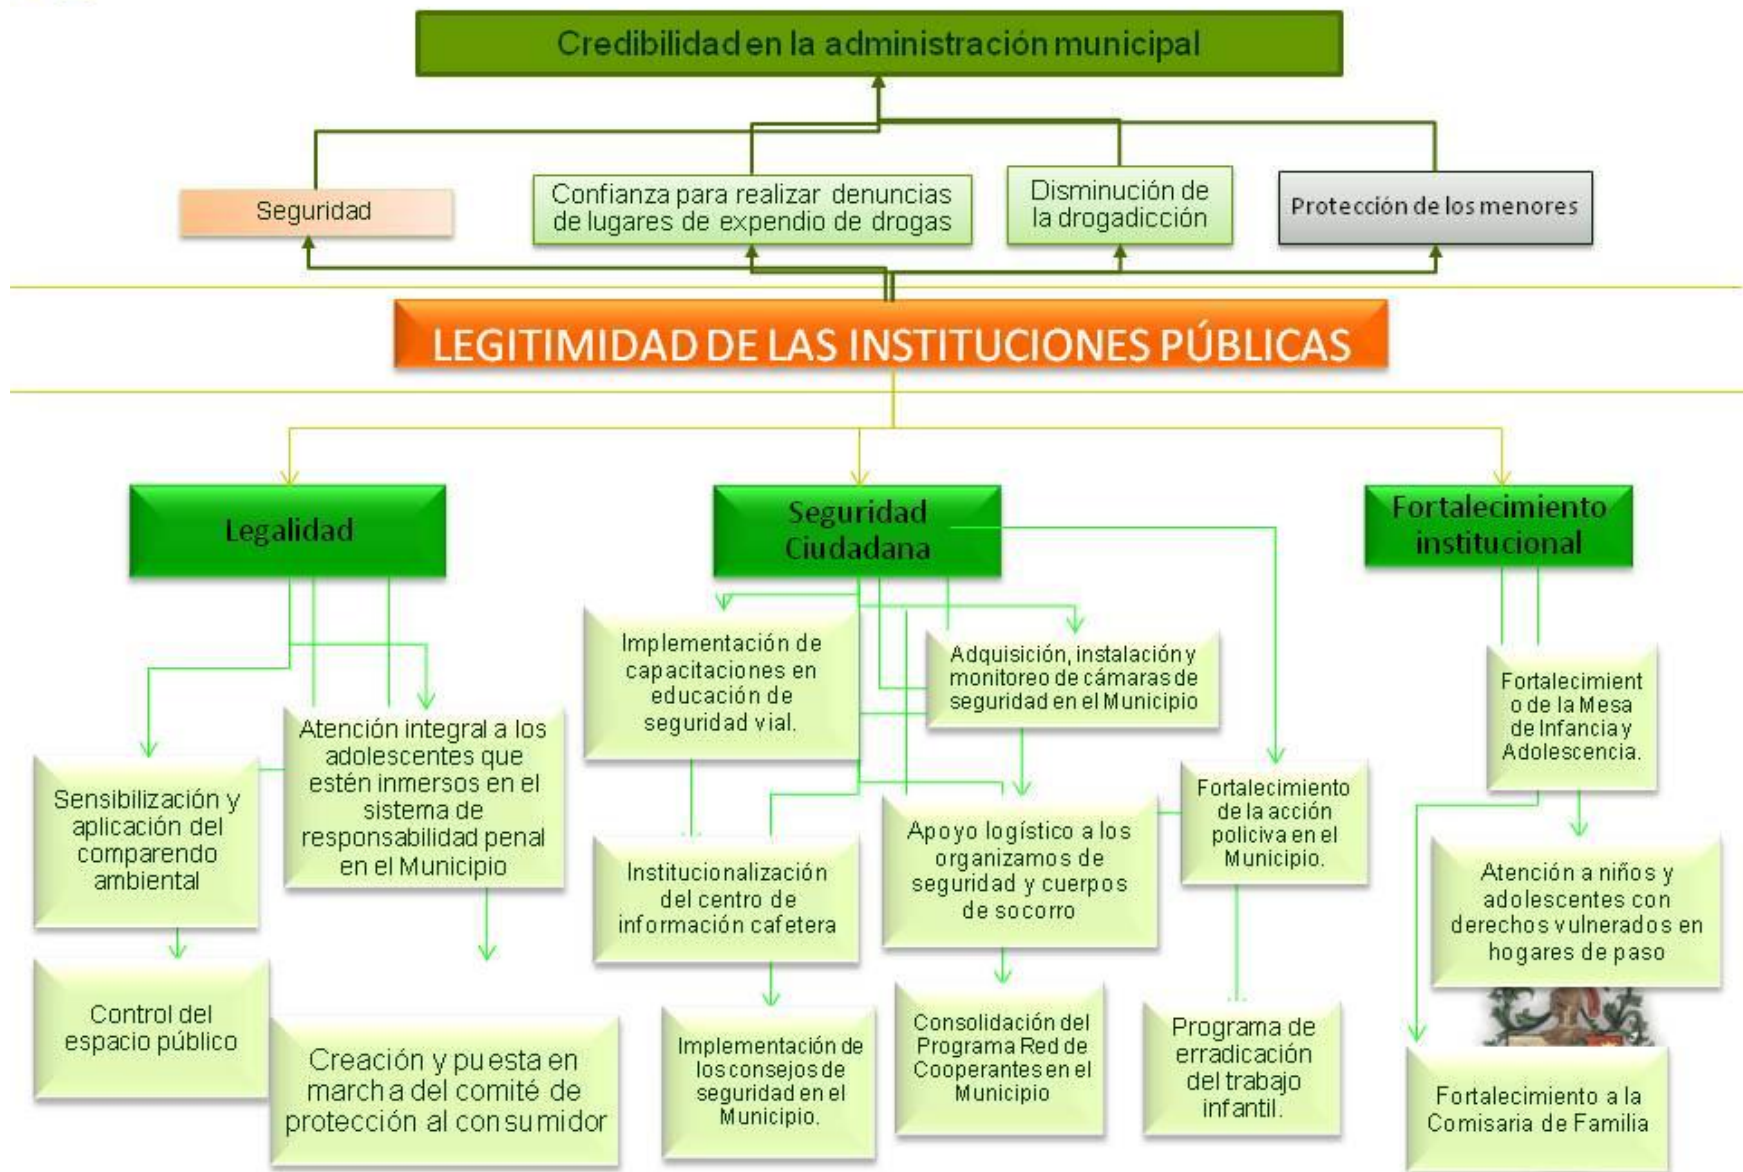 Credibilidad en la administración municipal
Seguridad
Confianza para realizar denuncias
de lugares de expendio de drogas
Disminución de
la drogadicción
Protección de los menores
LEGITIMIDAD DE LAS INSTITUCIONES PÚBLICAS
Legalidad
Seguridad
Ciudadana
Fortalecimiento
institucional
Sensibilización y
aplicación del
comparendo
ambiental
Atención integral a los
adolescentes que
estén inmersos en el
sistema de
responsabilidad penal
en el Municipio
Control del
espacio público
Creación y puesta en
marcha del comité de
protección al consumidor
Implementación de
capacitaciones en
educación de
seguridad vial.
Adquisición, instalación y
monitoreo de cámaras de
seguridad en el Municipio
Institucionalización
del centro de
información cafetera
Apoyo logístico a los
organizamos de
seguridad y cuerpos
de socorro
Fortalecimiento
de la acción
policiva en el
Municipio.
Implementación de
los consejos de
seguridad en el
Municipio.
Consolidación del
Programa Red de
Cooperantes en el
Municipio
Programa de
erradicación
del trabajo
infantil.
Fortalecimient
o de la Mesa
de Infancia y
Adolescencia.
Atención a niños y
adolescentes con
derechos vulnerados en
hogares de paso
Fortalecimiento a la
Comisaria de Familia